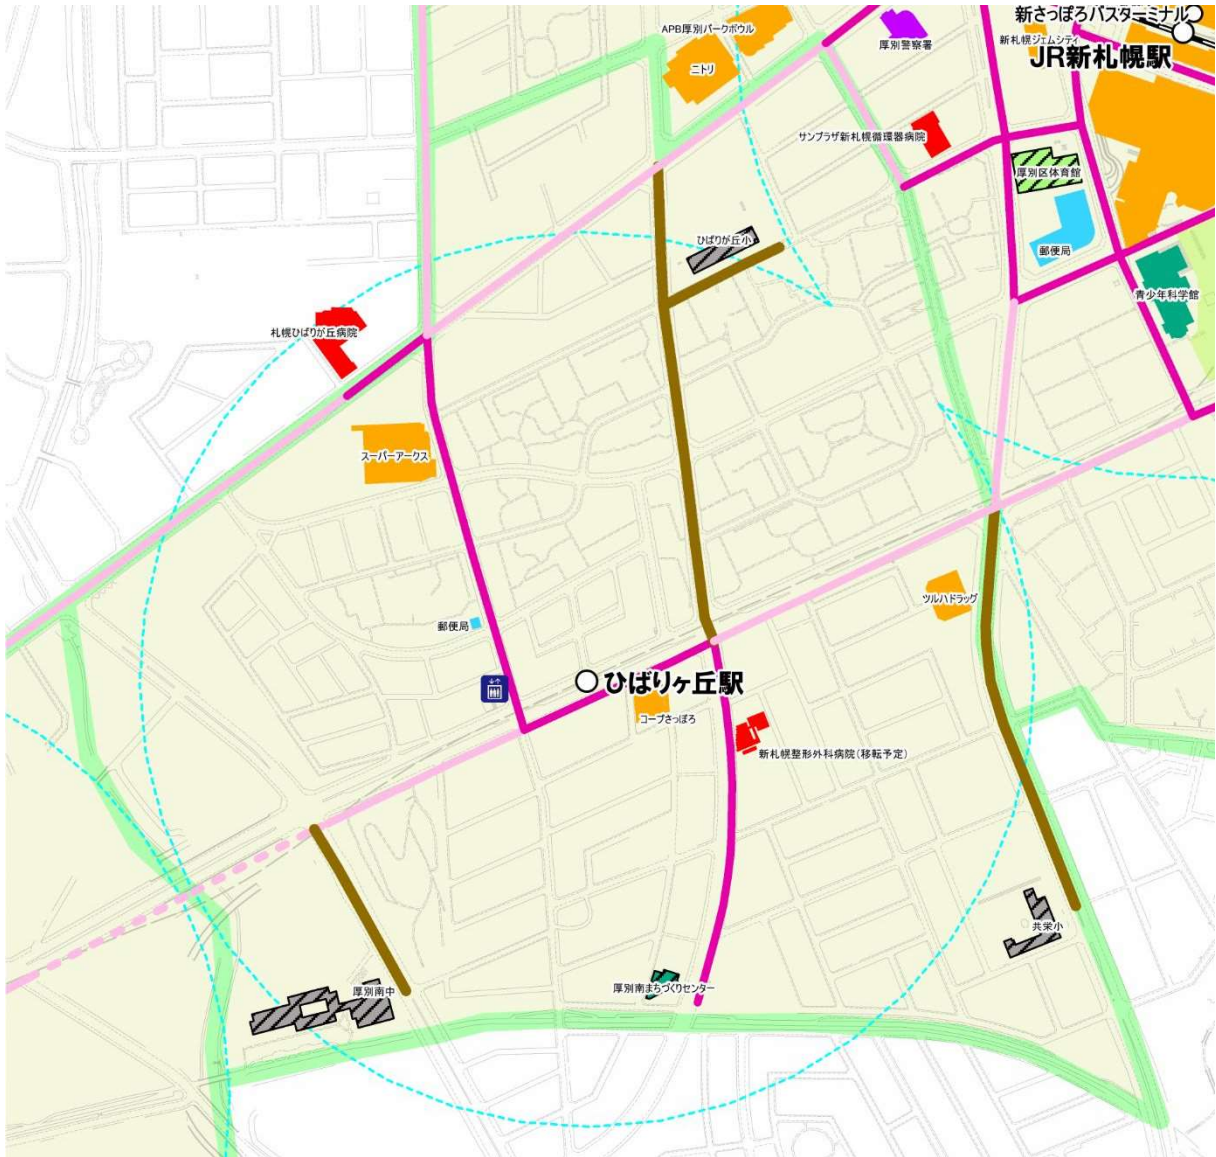 新さっぽろバスターミナル
APB厚別パークボウル
厚別警察署
新札幌ジェムシティ
JR新札幌駅
ニトリ
サンプラザ新札幌循環器病院
厚別区体育館
ひばりが丘小
郵便局
青少年科学館
札幌ひばりが丘病院
スーパーアークス
ツルハドラッグ
郵便局
ひばりヶ丘駅
コープさっぽろ
新札幌整形外科病院(移転予定)
共栄小
厚別南中
厚別南まちづくりセンター